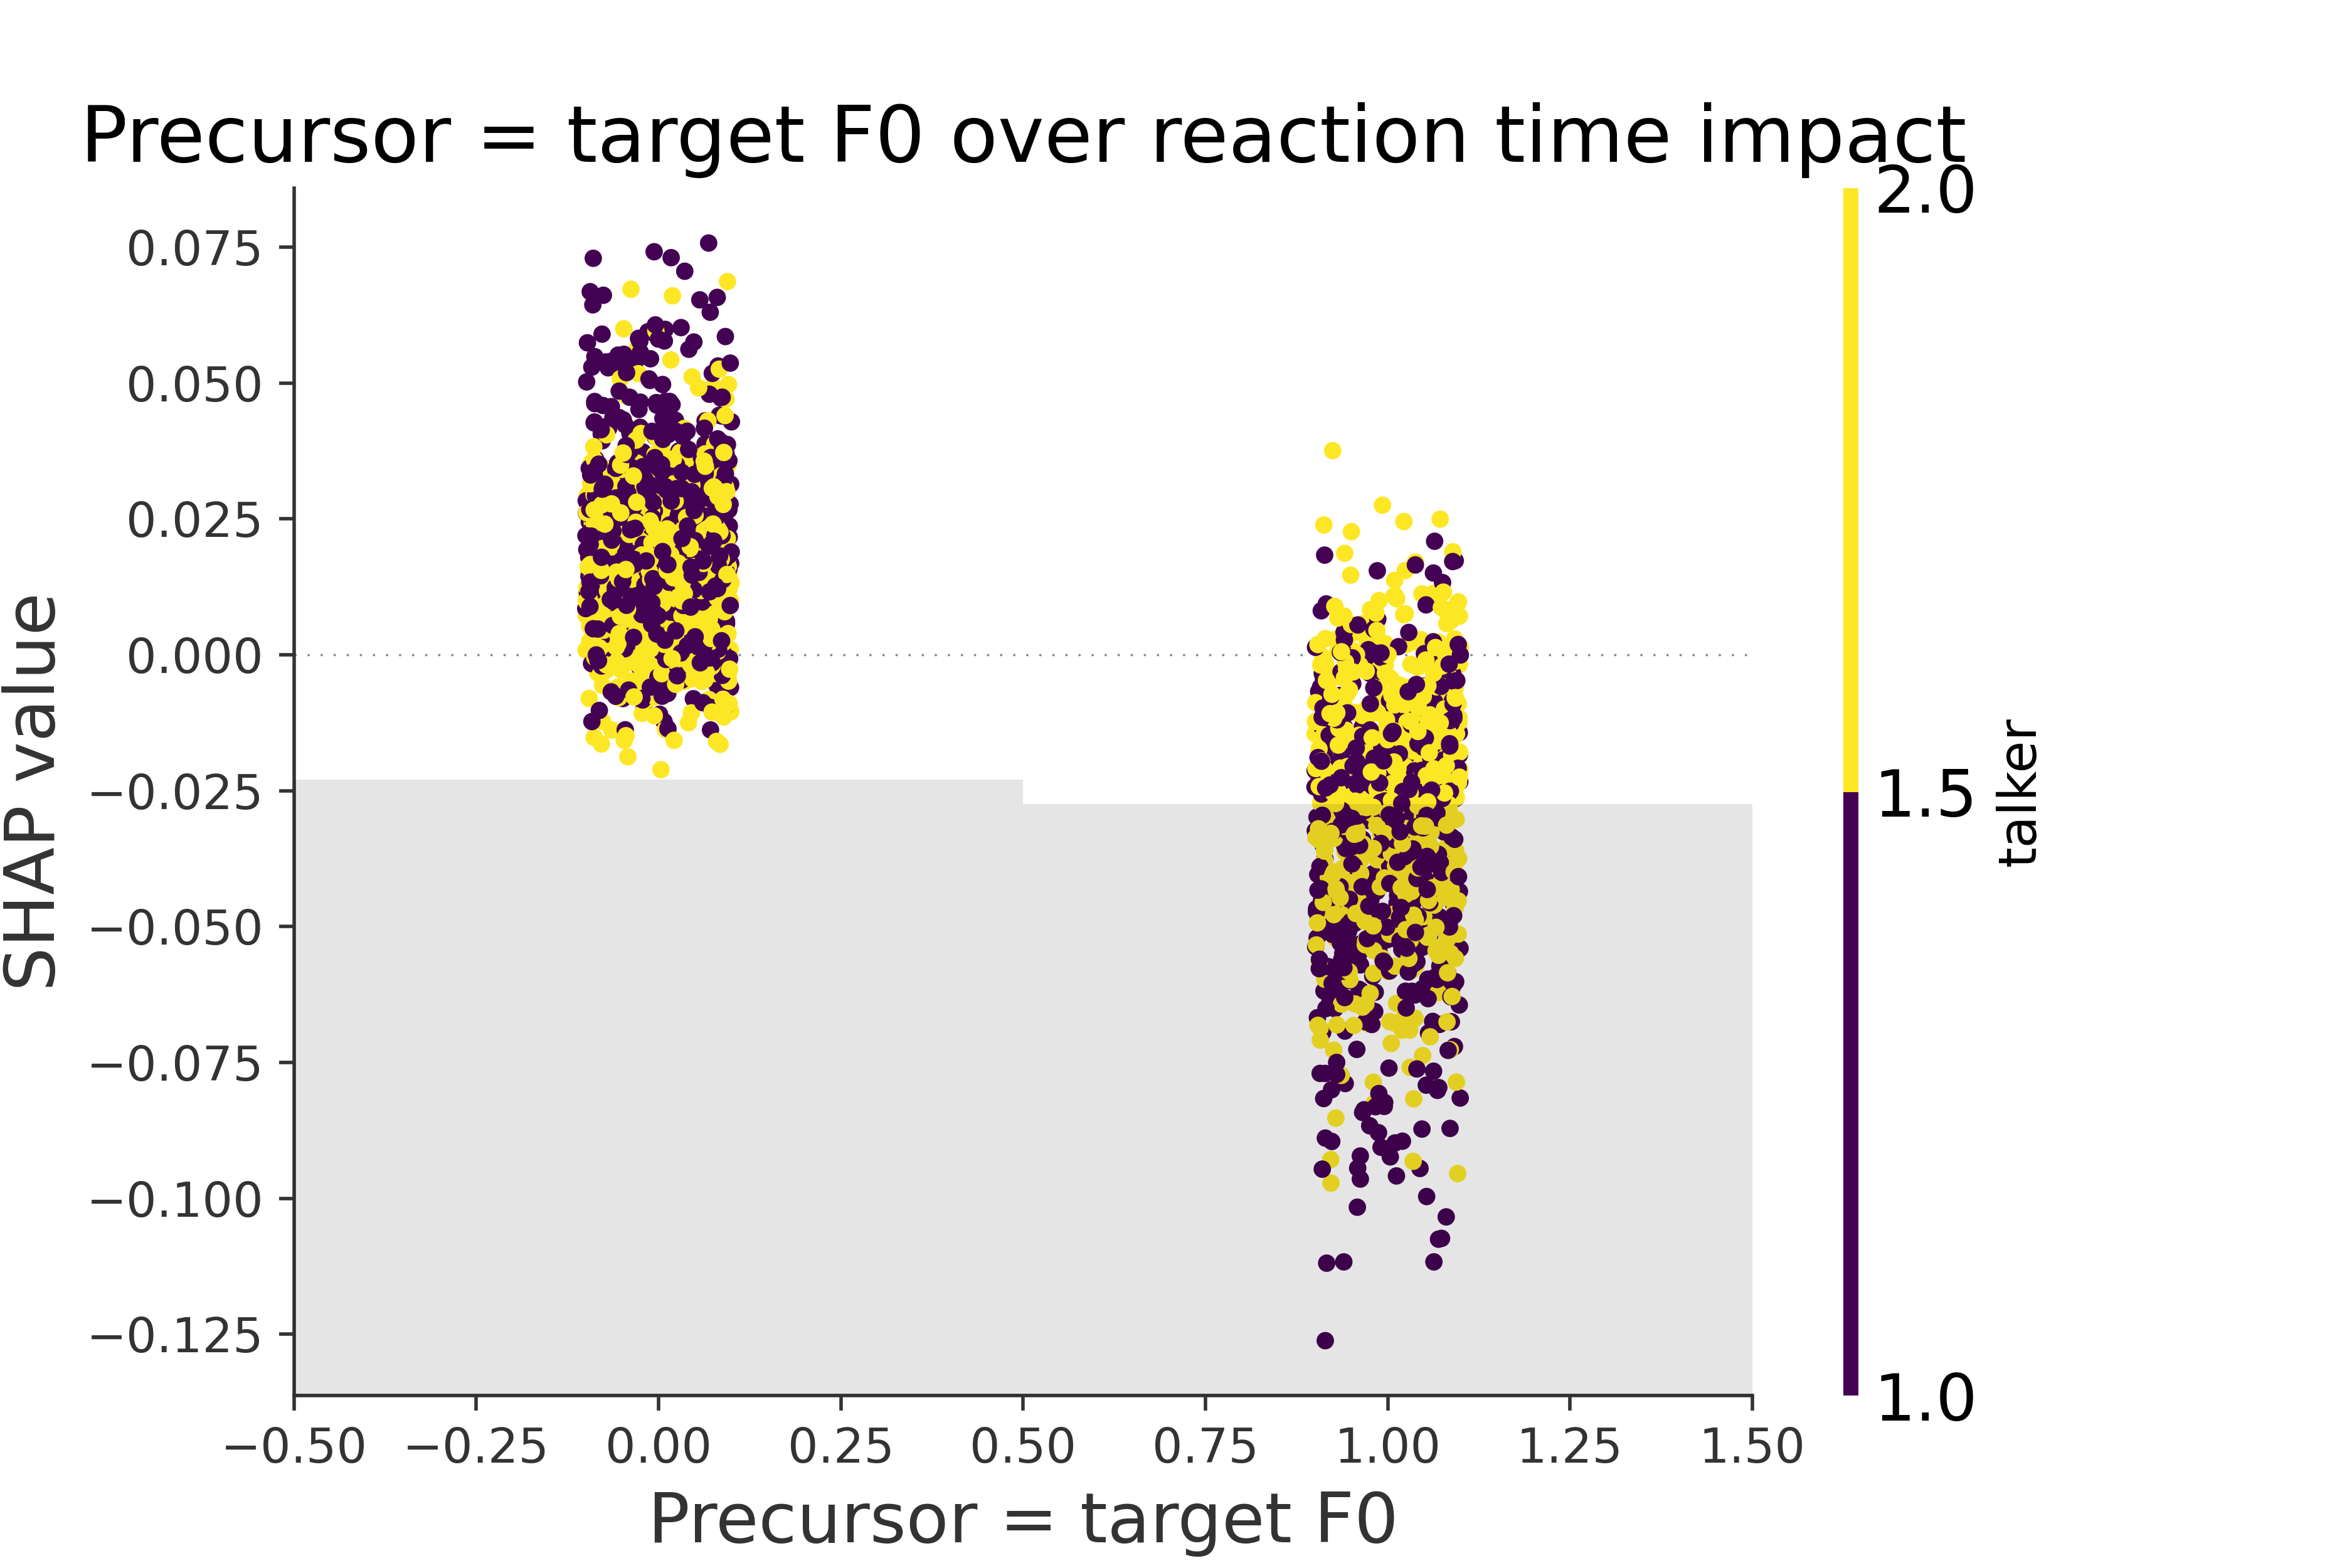 Precursor = target F0 over reaction time impact
SHAP value
0.075
0.050
0.025
0.000
−0.025
−0.050
−0.075
−0.100
−0.125
−0.50 −0.25 0.00 0.25 0.50 0.75 1.00 1.25 1.50
Precursor = target F0
2.0
1.5
1.0
talker